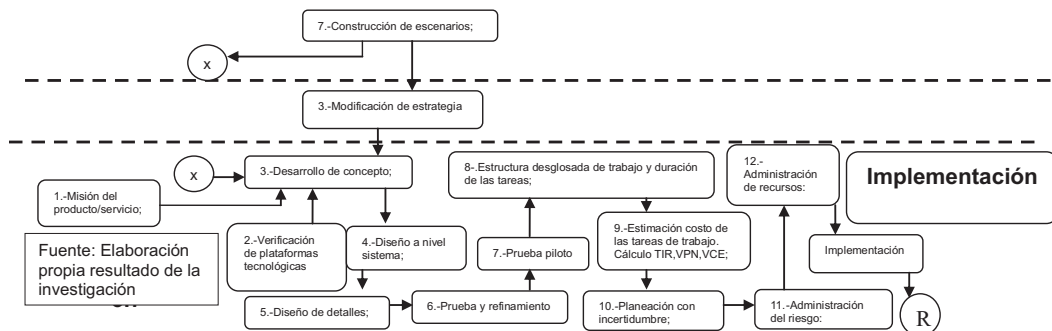 7.-Construcción de escenarios;
x
3.-Modificación de estrategia
x
3.-Desarrollo de concepto;
8-.Estructura desglosada de trabajo y duración
de las tareas;
12.-
Administración
de recursos:
Implementación
1.-Misión del
producto/servicio;
2.-Verificación
de plataformas
tecnológicas
4.-Diseño a nivel
sistema;
7.-Prueba piloto
9.-Estimación costo de
las tareas de trabajo.
Cálculo TIR,VPN,VCE;
Implementación
Fuente: Elaboración
propia resultado de la
investigación
5.-Diseño de detalles;
6.-Prueba y refinamiento
10.-Planeación con
incertidumbre;
11.-Administración
del riesgo:
R